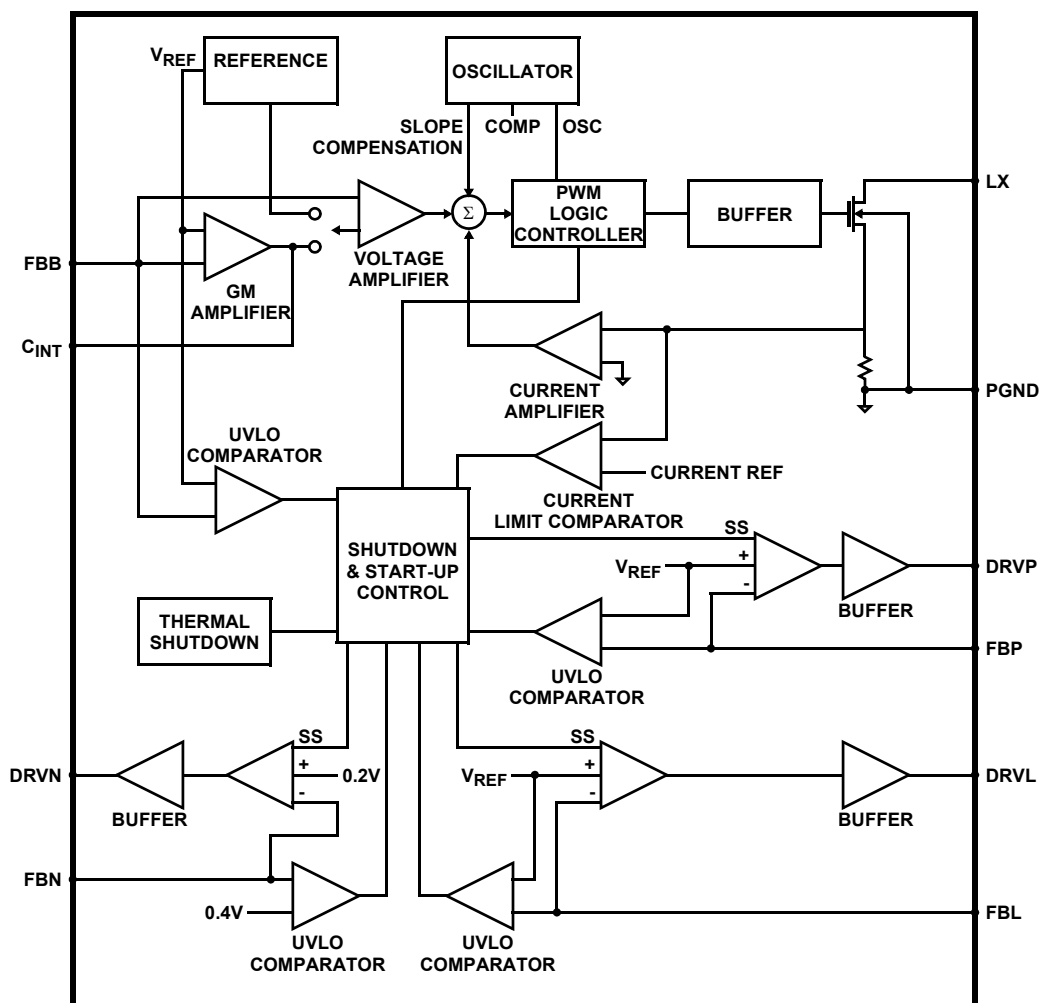 VREF
REFERENCE
OSCILLATOR
SLOPE
COMPENSATION
COMP
OSC
LX
Σ
PWM
LOGIC
CONTROLLER
BUFFER
VOLTAGE
AMPLIFIER
FBB
GM
AMPLIFIER
CINT
CURRENT
AMPLIFIER
PGND
UVLO
COMPARATOR
CURRENT REF
CURRENT
LIMIT COMPARATOR
SHUTDOWN
& START-UP
CONTROL
SS
+
-
VREF
DRVP
BUFFER
THERMAL
SHUTDOWN
FBP
UVLO
COMPARATOR
SS
+
-
0.2V
DRVN
BUFFER
SS
+
-
VREF
DRVL
BUFFER
FBN
0.4V
UVLO
COMPARATOR
UVLO
COMPARATOR
FBL